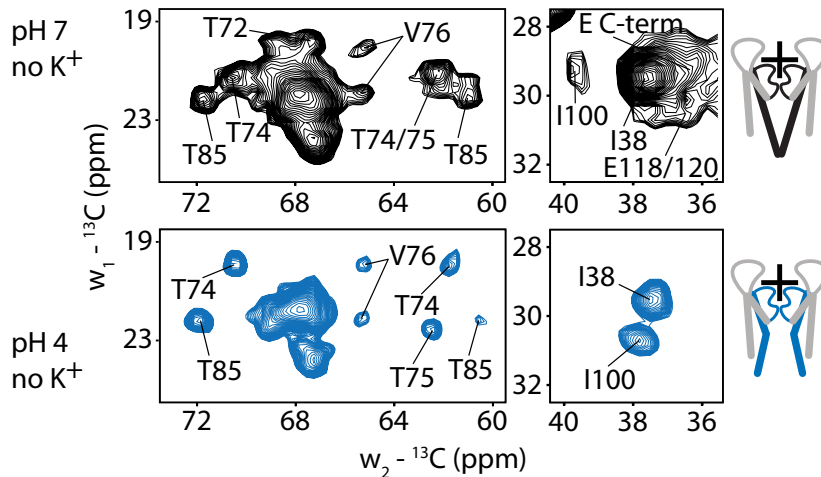 pH 7
no K⁺
19
23
T72
V76
T85
T74
T74/75
T85
72 68 64 60
28
30
32
E C-term
I100
I38
E118/120
40 38 36
w₁ - ¹³C (ppm)
pH 4
no K⁺
19
23
T74
V76
T74
T85
T75
T85
72 68 64 60
28
30
32
I38
I100
40 38 36
w₂ - ¹³C (ppm)